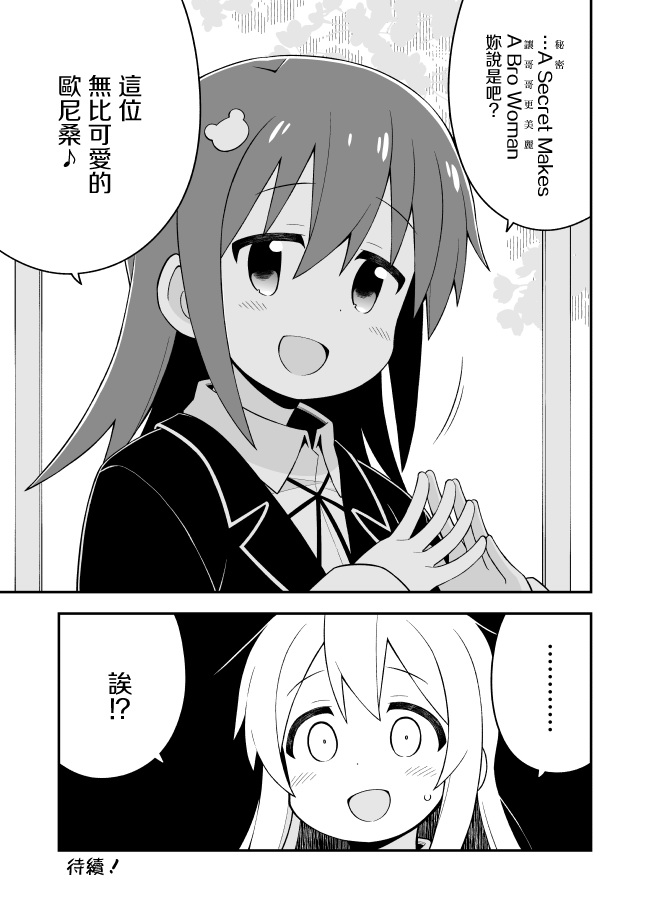 …A Secret Makes
秘密
A Bro Woman
讓哥哥更美麗
妳說是吧？
這位
無比可愛的
歐尼桑♪
…………
誒!?
待續！